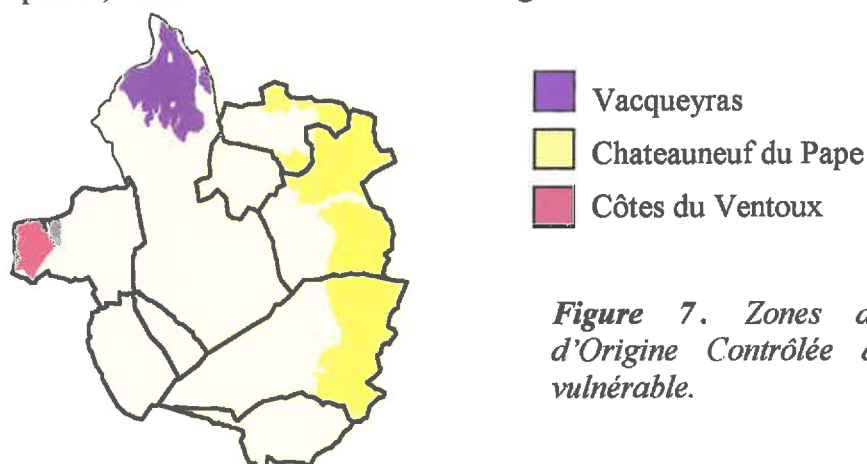 Vacqueyras
Chateauneuf du Pape
Côtes du Ventoux
Figure 7. Zones
d'Origine Contrôlée
vulnérable.